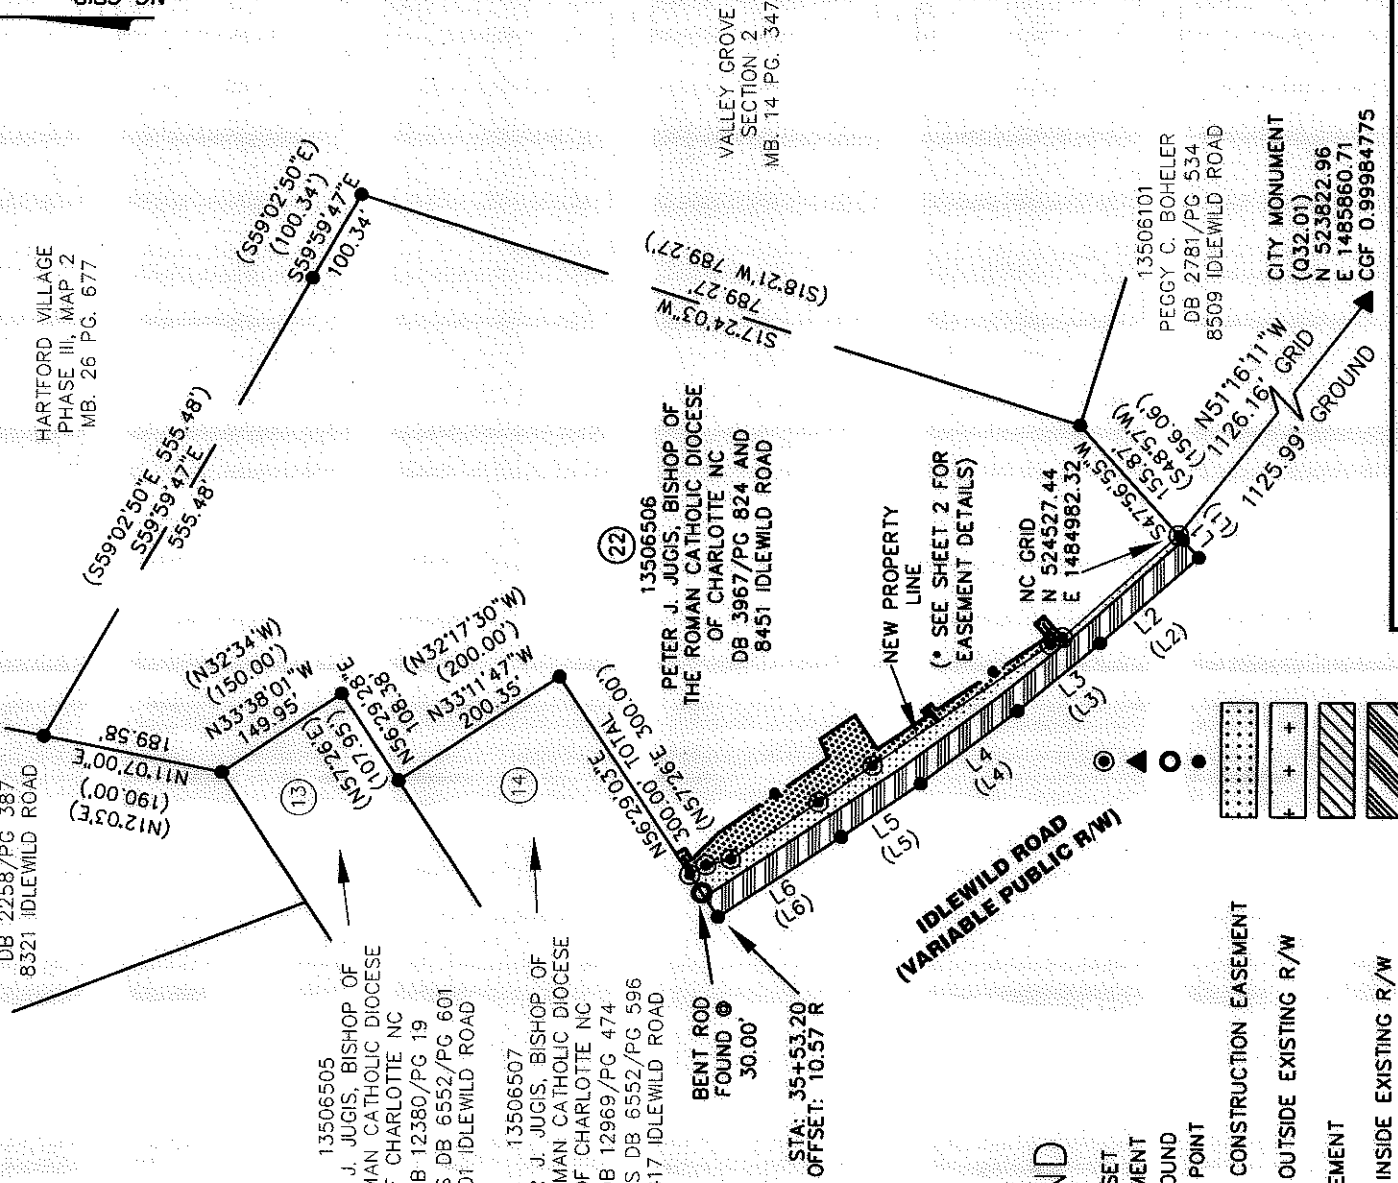 HARTFORD VILLAGE
PHASE III, MAP 2
MB. 26 PG. 677
VALLEY GROVE
SECTION 2
MB. 14 PG. 347
(S59°02'50"E)
(100.34')
S59°59'47"E
100.34'
(S59°02'50"E 555.48')
S59°59'47"E
555.48'
S17°24'03"W
789.27'
(S18°21'W 789.27')
13506101
PEGGY C. BOHELER
DB 2781/PG 534
8509 IDLEWILD ROAD
CITY MONUMENT
(Q32.01)
N 523822.96
E 1485860.71
CGF 0.99984775
N51°16'11"W
1126.16' GRID
1125.99' GROUND
S47°56'55"W
155.87'
(S48°57'W)
(156.06')
NC GRID
N 524527.44
E 1484982.32
22
13506506
PETER J. JUGIS, BISHOP OF
THE ROMAN CATHOLIC DIOCESE
OF CHARLOTTE NC
DB 3967/PG 824 AND
8451 IDLEWILD ROAD
NEW PROPERTY
LINE
(* SEE SHEET 2 FOR
EASEMENT DETAILS)
DB 2258/PG 387
8321 IDLEWILD ROAD
N11°07'00"E
189.58'
(190.00')
(N12°03'E)
(N32°34'W)
(150.00')
N33°38'01"W
149.95'
13
N56°29'28"E
108.38'
(N57°26'E)
(107.95')
(N32°17'30"W)
(200.00')
N33°11'47"W
200.35'
14
N56°29'03"E
300.00' TOTAL
(N57°26'E 300.00')
13506505
J. JUGIS, BISHOP OF
MAN CATHOLIC DIOCESE
CHARLOTTE NC
B 12380/PG 19
S DB 6552/PG 601
01 IDLEWILD ROAD
13506507
J. JUGIS, BISHOP OF
MAN CATHOLIC DIOCESE
OF CHARLOTTE NC
B 12969/PG 474
S DB 6552/PG 596
17 IDLEWILD ROAD
BENT ROD
FOUND @
30.00'
STA: 35+53.20
OFFSET: 10.57 R
L1
(L1)
L2
(L2)
L3
(L3)
L4
(L4)
L5
(L5)
L6
(L6)
IDLEWILD ROAD
(VARIABLE PUBLIC R/W)
ND
SET
MENT
OUND
POINT
CONSTRUCTION EASEMENT
OUTSIDE EXISTING R/W
EMENT
INSIDE EXISTING R/W